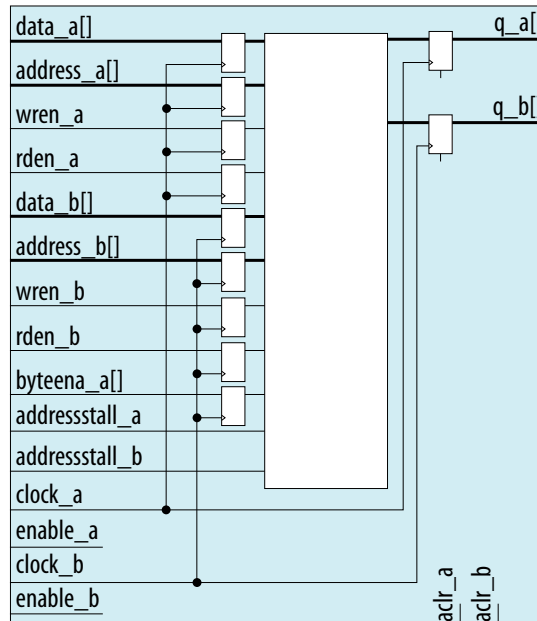 data_a[]
q_a[
address_a[]
wren_a
q_b[
rden_a
data_b[]
address_b[]
wren_b
rden_b
byteena_a[]
addressstall_a
addressstall_b
clock_a
enable_a
clock_b
enable_b
aclr_a
aclr_b